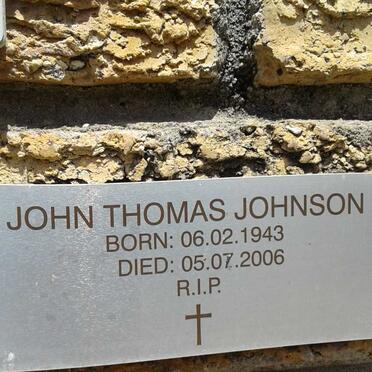 JOHN THOMAS JOHNSON
BORN: 06.02.1943
DIED: 05.07.2006
R.I.P.